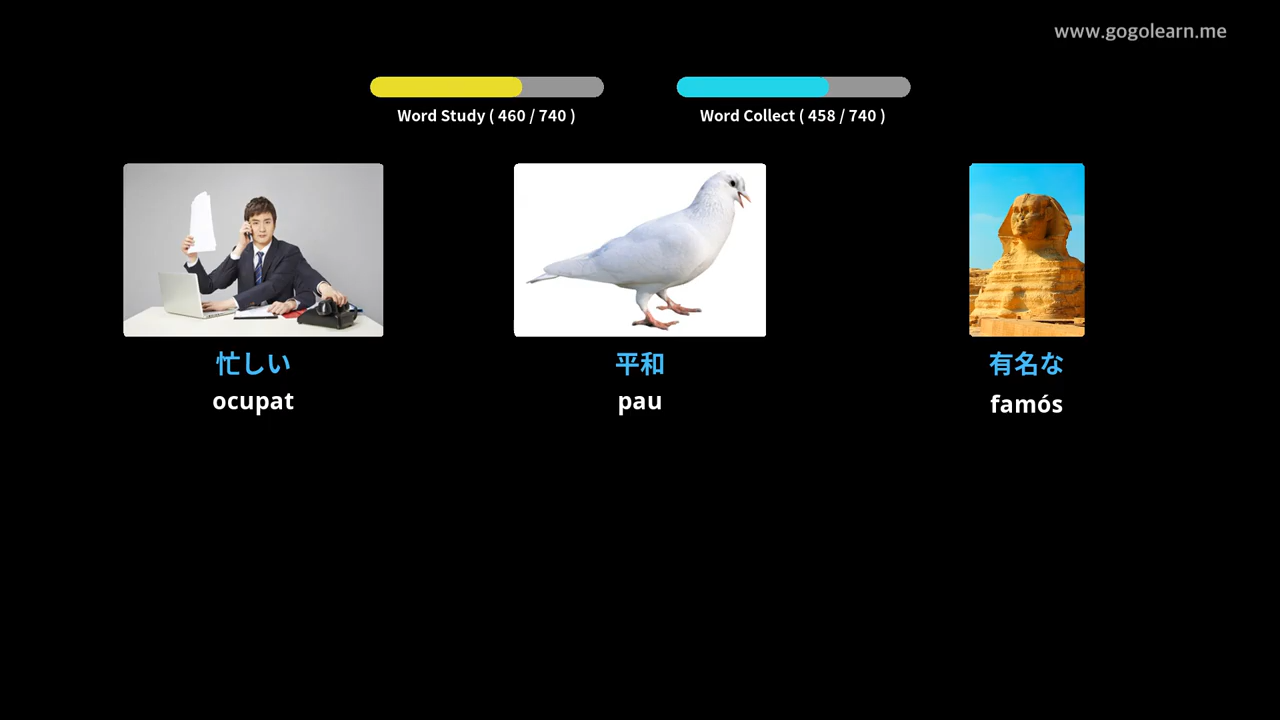 www.gogolearn.me
Word Study ( 460 / 740 )
Word Collect ( 458 / 740 )
忙しい
ocupat
平和
pau
有名な
famós